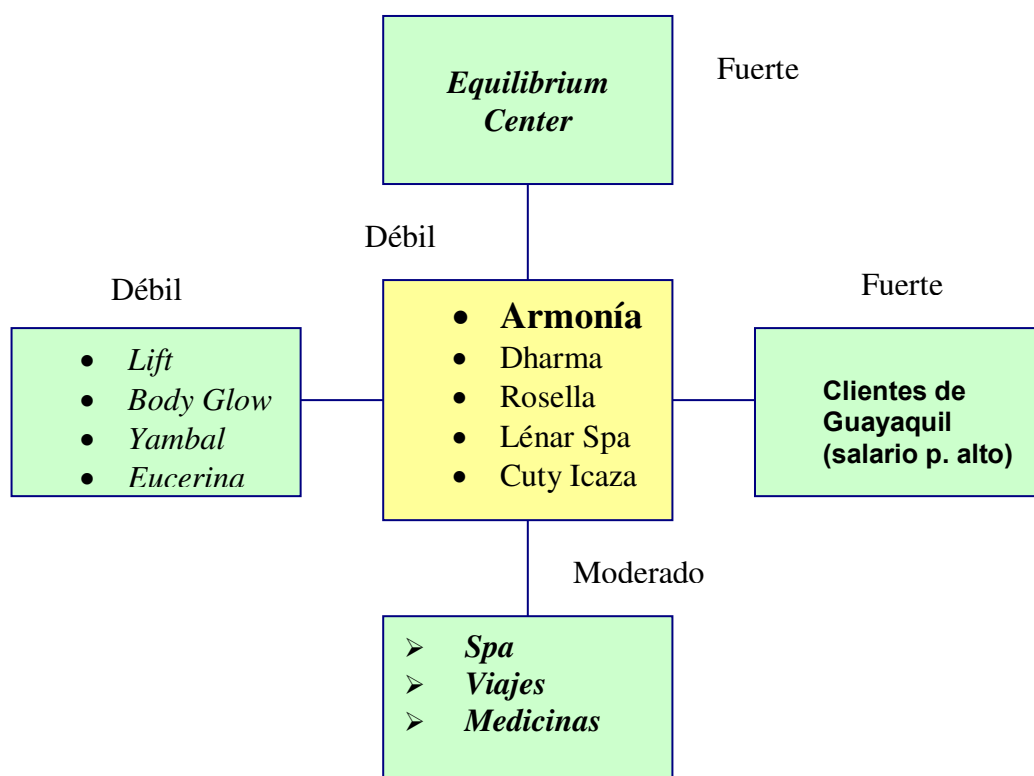 Equilibrium
Center
Fuerte
Débil
Débil
Fuerte
• Lift
• Body Glow
• Yambal
• Eucerina
• Armonía
• Dharma
• Rosella
• Lénar Spa
• Cuty Icaza
Clientes de
Guayaquil
(salario p. alto)
Moderado
➢ Spa
➢ Viajes
➢ Medicinas